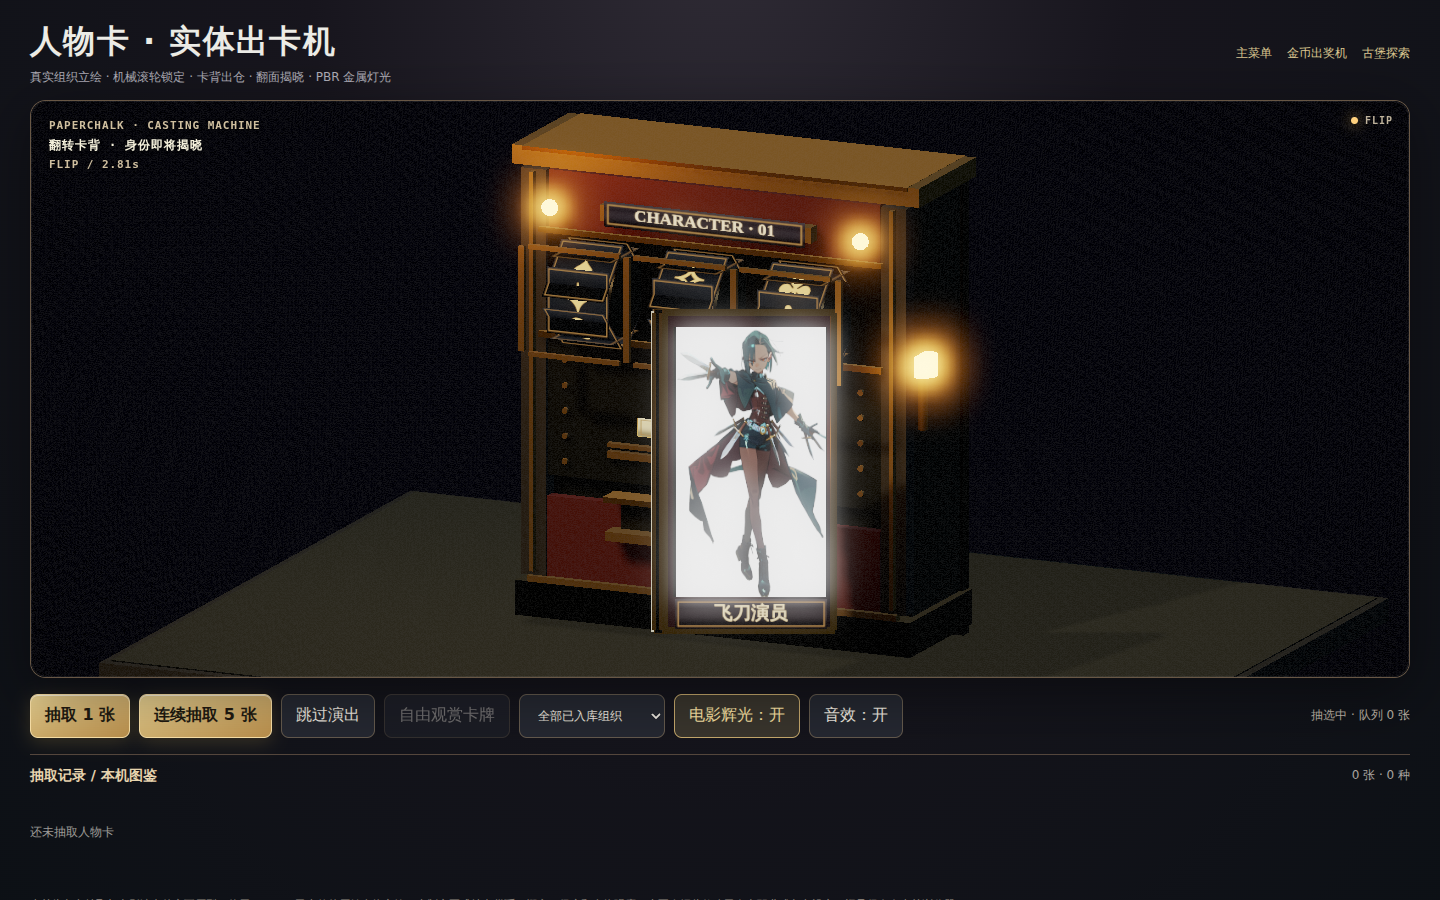 人物卡 · 实体出卡机
真实组织立绘 · 机械滚轮锁定 · 卡背出仓 · 翻面揭晓 · PBR 金属灯光
主菜单 金币出奖机 古堡探索
PAPERCHALK · CASTING MACHINE
翻转卡背 · 身份即将揭晓
FLIP / 2.81s
FLIP
CHARACTER · 01
飞刀演员
抽取 1 张 连续抽取 5 张 跳过演出 自由观赏卡牌 全部已入库组织 电影辉光：开 音效：开 抽选中 · 队列 0 张
抽取记录 / 本机图鉴 0 张 · 0 种
还未抽取人物卡